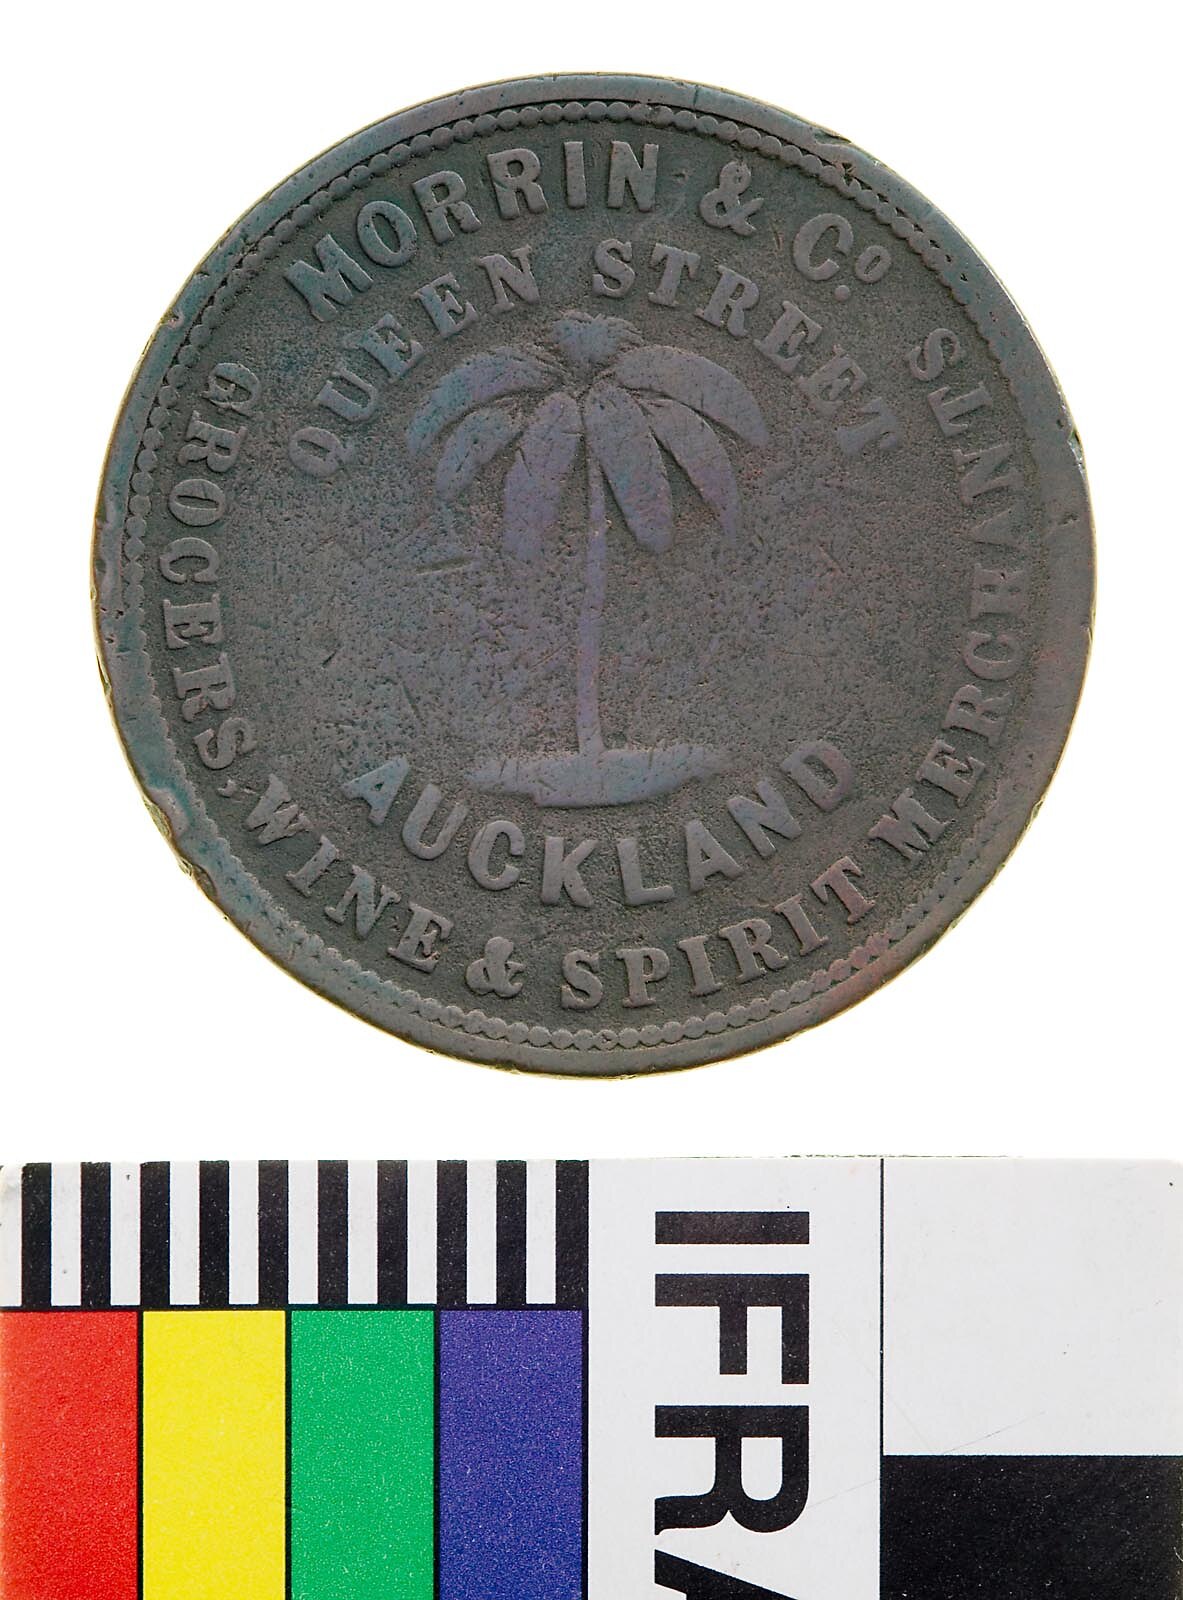 MORRIN & Cº.
QUEEN STREET
AUCKLAND
GROCERS, WINE & SPIRIT MERCHANTS
IFRA